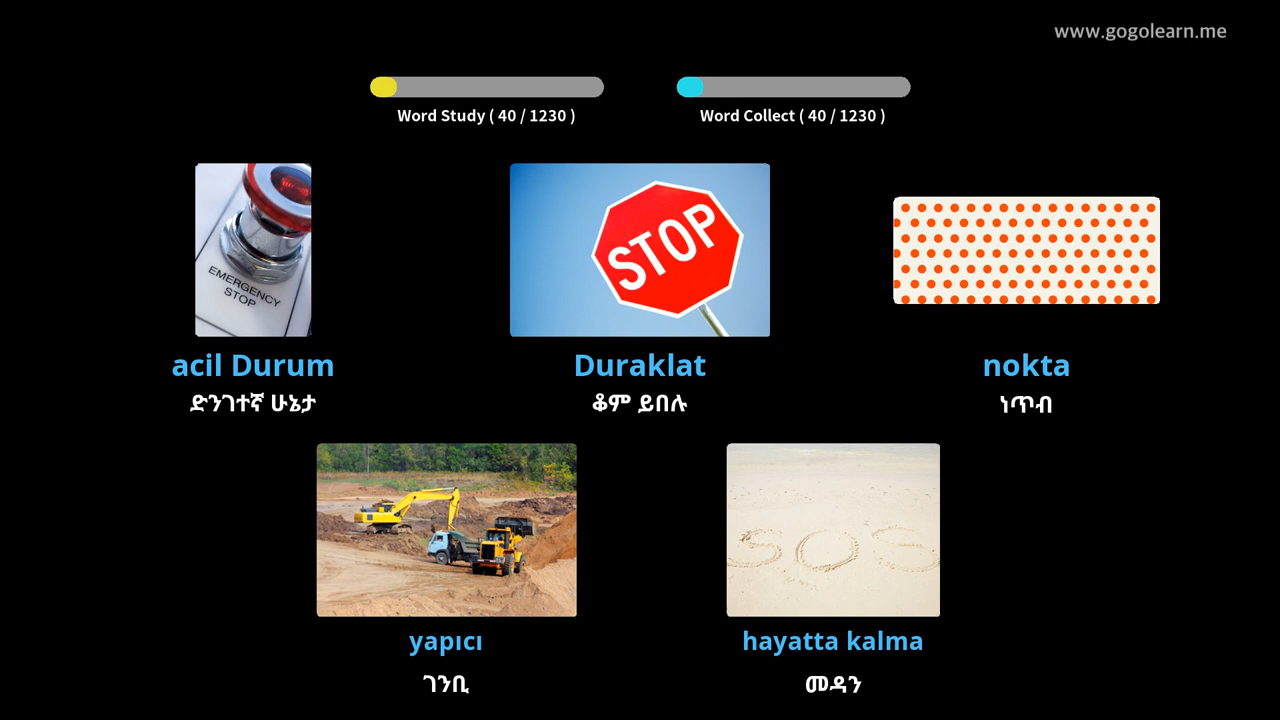 www.gogolearn.me
Word Study ( 40 / 1230 )
Word Collect ( 40 / 1230 )
EMERGENCY
STOP
STOP
acil Durum
ድንገተኛ ሁኔታ
Duraklat
ቆም ይበሉ
nokta
ነጥብ
SOS
yapıcı
ገንቢ
hayatta kalma
መዳን